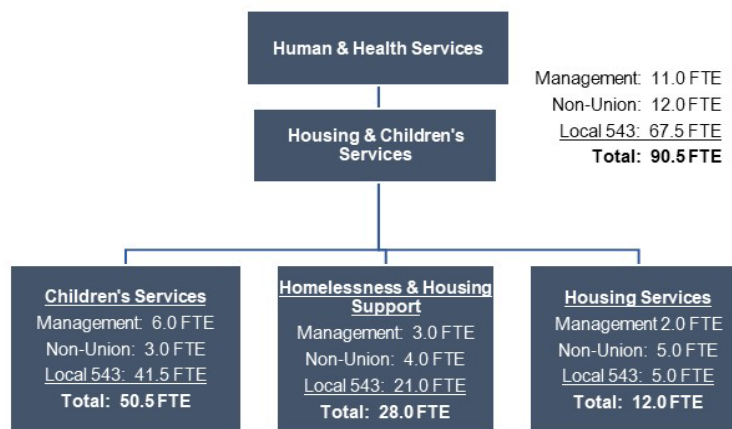 Human & Health Services
Management: 11.0 FTE
Non-Union: 12.0 FTE
Local 543: 67.5 FTE
Total: 90.5 FTE
Housing & Children's
Services
Children's Services
Management: 6.0 FTE
Non-Union: 3.0 FTE
Local 543: 41.5 FTE
Total: 50.5 FTE
Homelessness & Housing
Support
Management: 3.0 FTE
Non-Union: 4.0 FTE
Local 543: 21.0 FTE
Total: 28.0 FTE
Housing Services
Management 2.0 FTE
Non-Union: 5.0 FTE
Local 543: 5.0 FTE
Total: 12.0 FTE